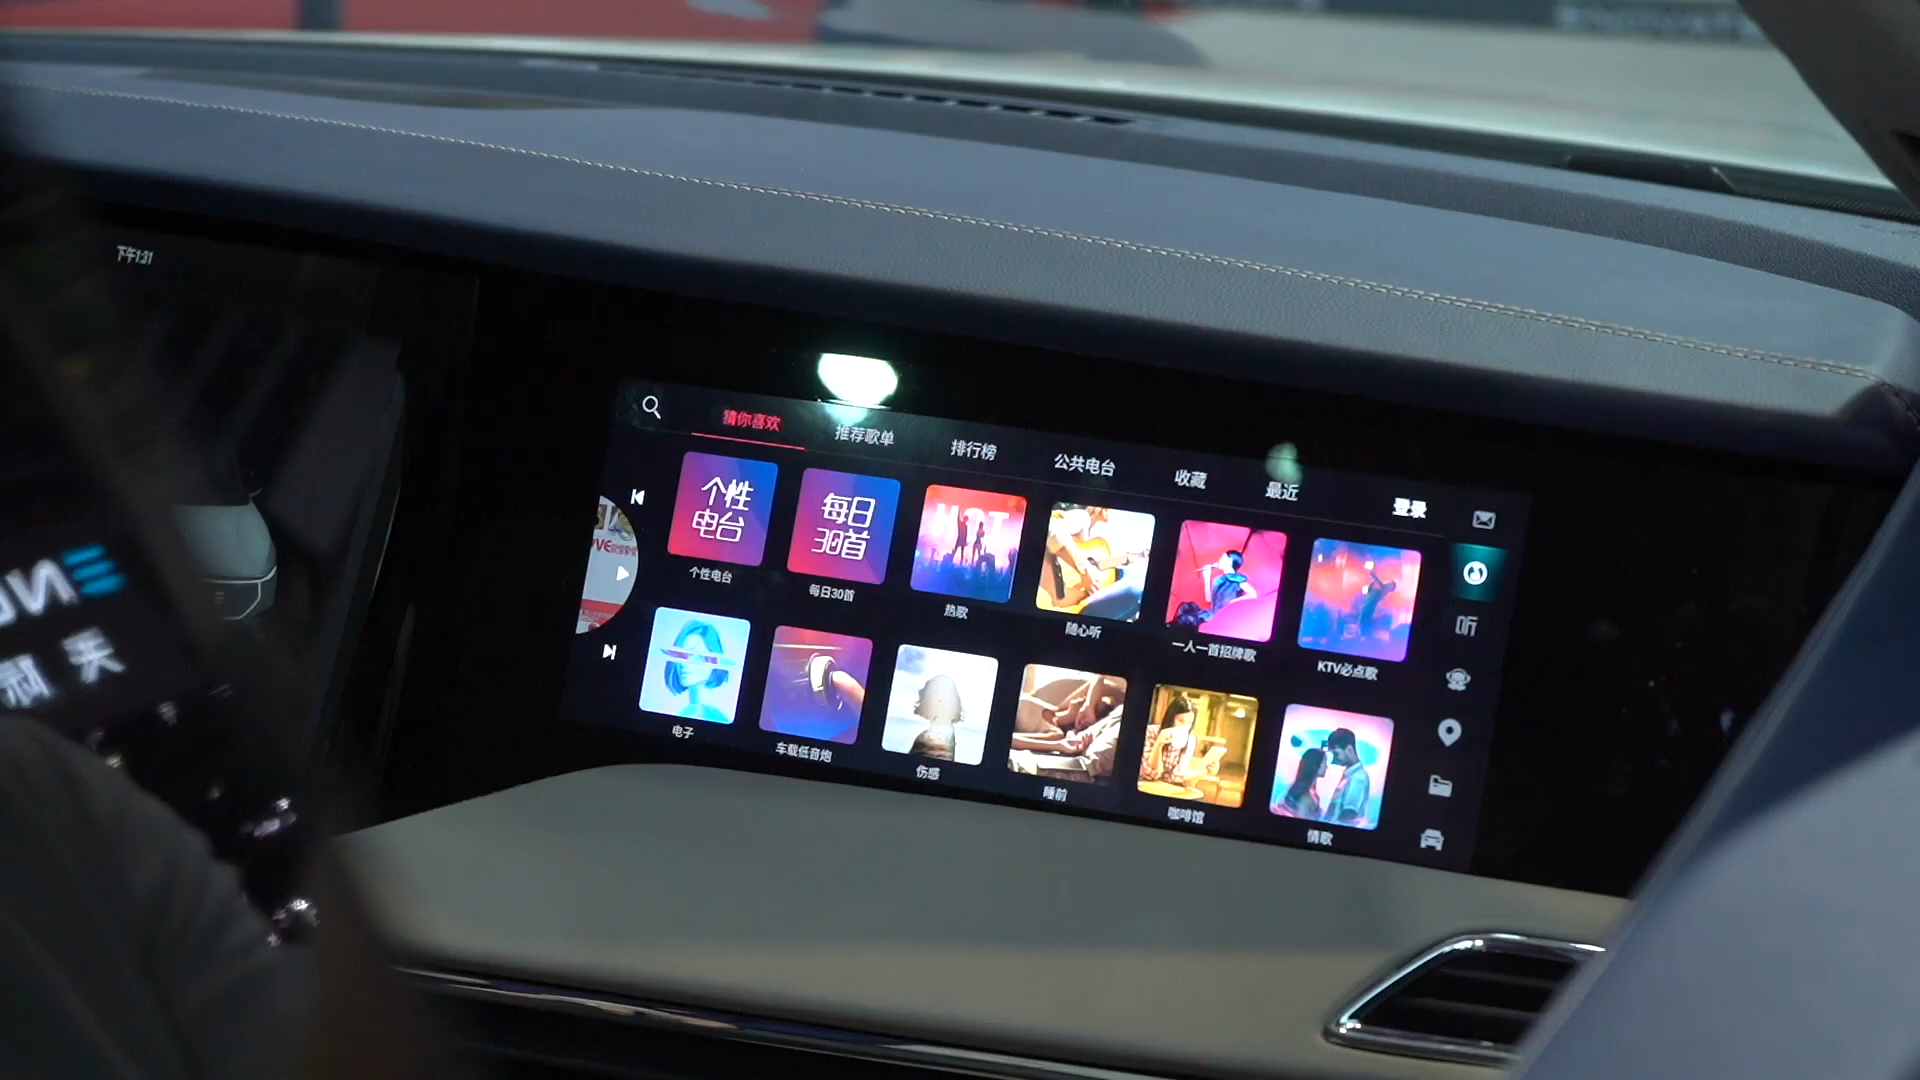 下午1:31
猜你喜欢
推荐歌单
排行榜
公共电台
收藏
最近
登录
个性
电台
每日
30首
HOT
听
个性电台
每日30首
热歌
随心听
一人一首招牌歌
KTV必点歌
电子
车载低音炮
伤感
睡前
咖啡馆
情歌